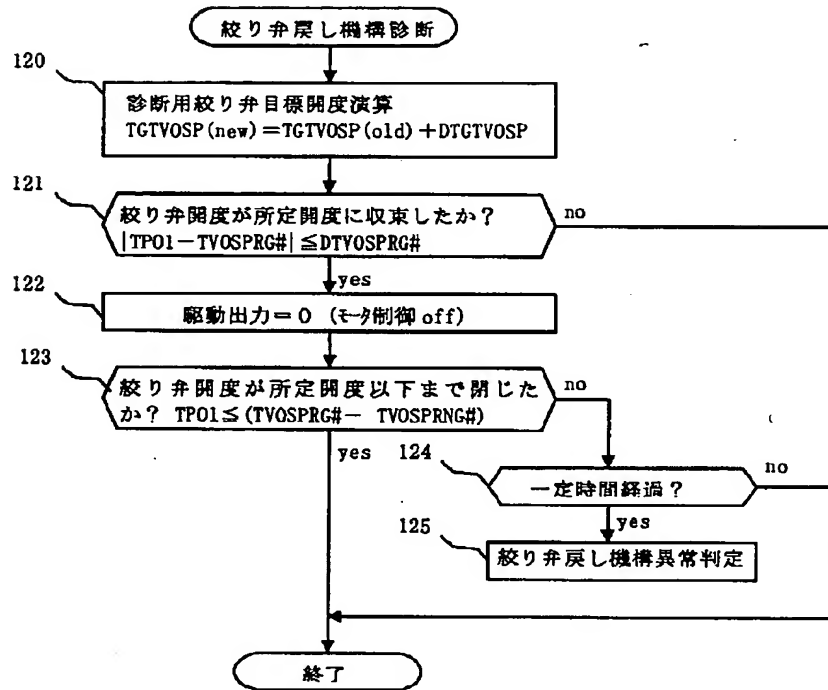 絞り弁戻し機構診断
120
診断用絞り弁目標開度演算
TGTVOSP(new)=TGTVOSP(old)+DTGTVOSP
121
絞り弁開度が所定開度に収束したか?
|TPO1-TVOSPRG#|≦DTVOSPRG#
no
yes
122
駆動出力=0 (モータ制御off)
123
絞り弁開度が所定開度以下まで閉じた
か? TPO1≦(TVOSPRG#- TVOSPRNG#)
no
yes
124
一定時間経過?
no
yes
125
絞り弁戻し機構異常判定
終了